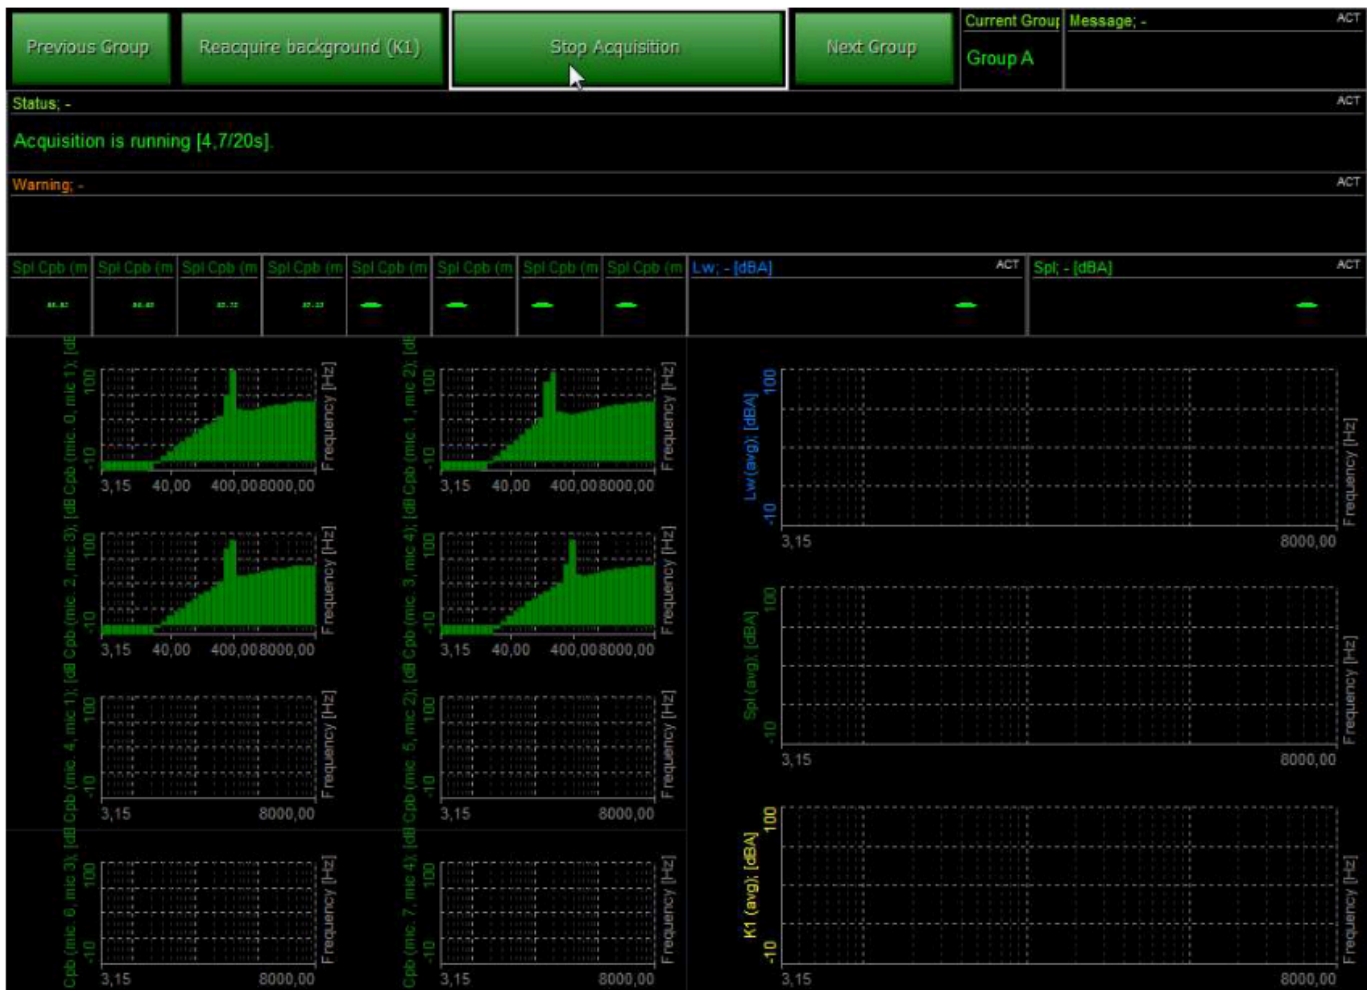 Previous Group
Reacquire background (K1)
Stop Acquisition
Next Group
Current Group
Group A
Message; -
ACT
Status; -
ACT
Acquisition is running [4,7/20s].
Warning; -
ACT
Spl Cpb (m
Spl Cpb (m
Spl Cpb (m
Spl Cpb (m
Spl Cpb (m
Spl Cpb (m
Spl Cpb (m
Spl Cpb (m
Lw; - [dBA]
ACT
Spl; - [dBA]
ACT
Cpb (mic. 0, mic 1); [dB
100
-10
3,15 40,00 400,00 8000,00
Frequency [Hz]
Cpb (mic. 1, mic 2); [dB
100
-10
3,15 40,00 400,00 8000,00
Frequency [Hz]
Cpb (mic. 2, mic 3); [dB
100
-10
3,15 40,00 400,00 8000,00
Frequency [Hz]
Cpb (mic. 3, mic 4); [dB
100
-10
3,15 40,00 400,00 8000,00
Frequency [Hz]
Cpb (mic. 4, mic 1); [dB
100
-10
3,15 8000,00
Frequency [Hz]
Cpb (mic. 5, mic 2); [dB
100
-10
3,15 8000,00
Frequency [Hz]
Cpb (mic. 6, mic 3); [dB
100
-10
3,15 8000,00
Frequency [Hz]
Cpb (mic. 7, mic 4); [dB
100
-10
3,15 8000,00
Frequency [Hz]
Lw (avg); [dBA]
100
-10
3,15 8000,00
Frequency [Hz]
Spl (avg); [dBA]
100
-10
3,15 8000,00
Frequency [Hz]
K1 (avg); [dBA]
100
-10
3,15 8000,00
Frequency [Hz]